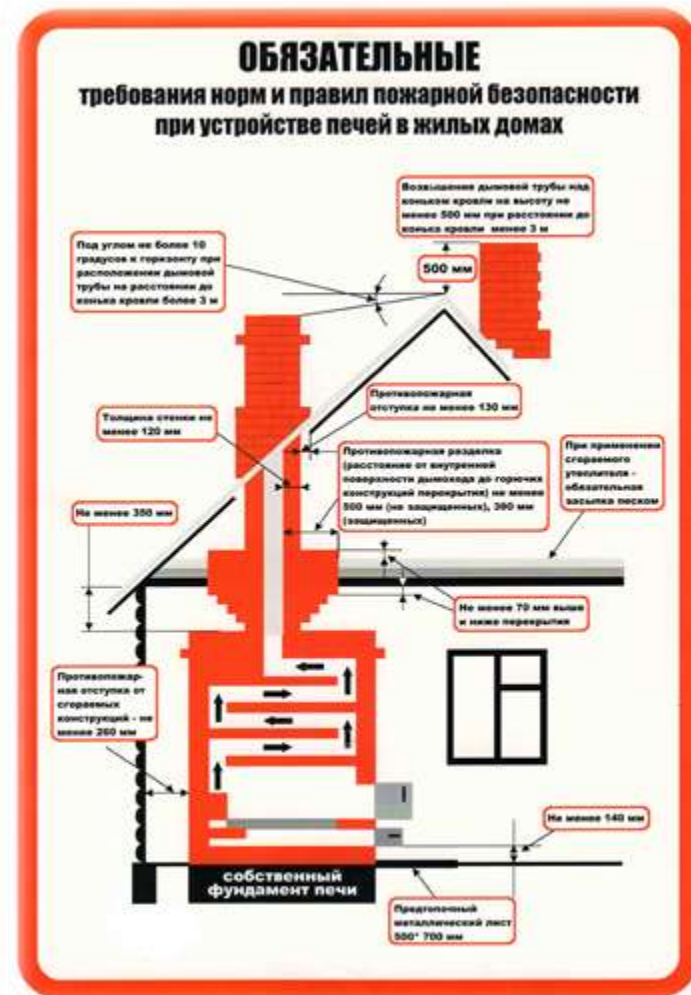 ОБЯЗАТЕЛЬНЫЕ
требования норм и правил пожарной безопасности
при устройстве печей в жилых домах
Возвышение дымовой трубы над
коньком кровли на высоту не
менее 500 мм при расстоянии до
конька кровли менее 3 м
Под углом не более 10
градусов к горизонту при
расположении дымовой
трубы на расстоянии до
конька кровли более 3 м
500 мм
Противопожарная
отступка не менее 130 мм
Толщина стенки не
менее 120 мм
Противопожарная разделка
(расстояние от внутренней
поверхности дымохода до горючих
конструкций перекрытия) не менее
500 мм (не защищенных), 380 мм
(защищенных)
При применении
сгораемого
утеплителя -
обязательная
засыпка песком
Не менее 350 мм
Не менее 70 мм выше
и ниже перекрытия
Противопожар-
ная отступка от
сгораемых
конструкций - не
менее 260 мм
Не менее 140 мм
собственный
фундамент печи
Предтопочный
металлический лист
500* 700 мм